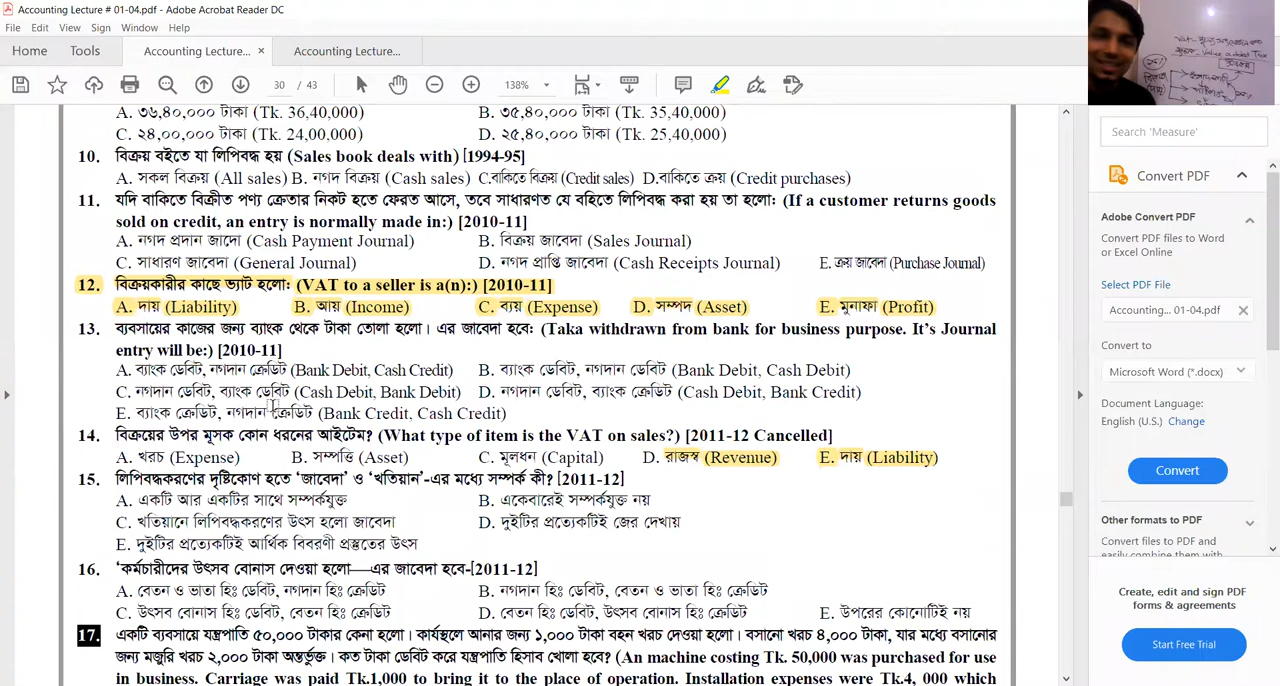 Accounting Lecture # 01-04.pdf - Adobe Acrobat Reader DC
File Edit View Sign Window Help
Home Tools Accounting Lecture... × Accounting Lecture...
30 / 43 138%
A. ৩৬,৪০,০০০ টাকা (Tk. 36,40,000) B. ৩৫,৪০,০০০ টাকা (Tk. 35,40,000)
C. ২৪,০০,০০০ টাকা (Tk. 24,00,000) D. ২৫,৪০,০০০ টাকা (Tk. 25,40,000)
10. বিক্রয় বইতে যা লিপিবদ্ধ হয় (Sales book deals with) [1994-95]
A. সকল বিক্রয় (All sales) B. নগদ বিক্রয় (Cash sales) C.বাকিতে বিক্রয় (Credit sales) D.বাকিতে ক্রয় (Credit purchases)
11. যদি বাকিতে বিক্রীত পণ্য ক্রেতার নিকট হতে ফেরত আসে, তবে সাধারণত যে বহিতে লিপিবদ্ধ করা হয় তা হলো: (If a customer returns goods
sold on credit, an entry is normally made in:) [2010-11]
A. নগদ প্রদান জাদো (Cash Payment Journal) B. বিক্রয় জাবেদা (Sales Journal)
C. সাধারণ জাবেদা (General Journal) D. নগদ প্রাপ্তি জাবেদা (Cash Receipts Journal) E. ক্রয় জাবেদা (Purchase Journal)
12. বিক্রয়কারীর কাছে ভ্যাট হলো: (VAT to a seller is a(n):) [2010-11]
A. দায় (Liability) B. আয় (Income) C. ব্যয় (Expense) D. সম্পদ (Asset) E. মুনাফা (Profit)
13. ব্যবসায়ের কাজের জন্য ব্যাংক থেকে টাকা তোলা হলো। এর জাবেদা হবে: (Taka withdrawn from bank for business purpose. It's Journal
entry will be:) [2010-11]
A. ব্যাংক ডেবিট, নগদান ক্রেডিট (Bank Debit, Cash Credit) B. ব্যাংক ডেবিট, নগদান ডেবিট (Bank Debit, Cash Debit)
C. নগদান ডেবিট, ব্যাংক ডেবিট (Cash Debit, Bank Debit) D. নগদান ডেবিট, ব্যাংক ক্রেডিট (Cash Debit, Bank Credit)
E. ব্যাংক ক্রেডিট, নগদান ক্রেডিট (Bank Credit, Cash Credit)
14. বিক্রয়ের উপর মূসক কোন ধরনের আইটেম? (What type of item is the VAT on sales?) [2011-12 Cancelled]
A. খরচ (Expense) B. সম্পত্তি (Asset) C. মূলধন (Capital) D. রাজস্ব (Revenue) E. দায় (Liability)
15. লিপিবদ্ধকরণের দৃষ্টিকোণ হতে 'জাবেদা' ও 'খতিয়ান'-এর মধ্যে সম্পর্ক কী? [2011-12]
A. একটি আর একটির সাথে সম্পর্কযুক্ত B. একেবারেই সম্পর্কযুক্ত নয়
C. খতিয়ানে লিপিবদ্ধকরণের উৎস হলো জাবেদা D. দুইটির প্রত্যেকটিই জের দেখায়
E. দুইটির প্রত্যেকটিই আর্থিক বিবরণী প্রস্তুতের উৎস
16. 'কর্মচারীদের উৎসব বোনাস দেওয়া হলো—এর জাবেদা হবে-[2011-12]
A. বেতন ও ভাতা হিঃ ডেবিট, নগদান হিঃ ক্রেডিট B. নগদান হিঃ ডেবিট, বেতন ও ভাতা হিঃ ক্রেডিট
C. উৎসব বোনাস হিঃ ডেবিট, বেতন হিঃ ক্রেডিট D. বেতন হিঃ ডেবিট, উৎসব বোনাস হিঃ ক্রেডিট E. উপরের কোনোটিই নয়
17. একটি ব্যবসায়ে যন্ত্রপাতি ৫০,০০০ টাকার কেনা হলো। কার্যস্থলে আনার জন্য ১,০০০ টাকা বহন খরচ দেওয়া হলো। বসানো খরচ ৪,০০০ টাকা, যার মধ্যে বসানোর
জন্য মজুরি খরচ ২,০০০ টাকা অন্তর্ভুক্ত। কত টাকা ডেবিট করে যন্ত্রপাতি হিসাব খোলা হবে? (An machine costing Tk. 50,000 was purchased for use
in business. Carriage was paid Tk.1,000 to bring it to the place of operation. Installation expenses were Tk.4, 000 which
Search 'Measure'
Convert PDF
Adobe Convert PDF
Convert PDF files to Word
or Excel Online
Select PDF File
Accounting... 01-04.pdf ×
Convert to
Microsoft Word (*.docx)
Document Language:
English (U.S.) Change
Convert
Other formats to PDF
Convert files to PDF and
easily combine them with
Create, edit and sign PDF
forms & agreements
Start Free Trial